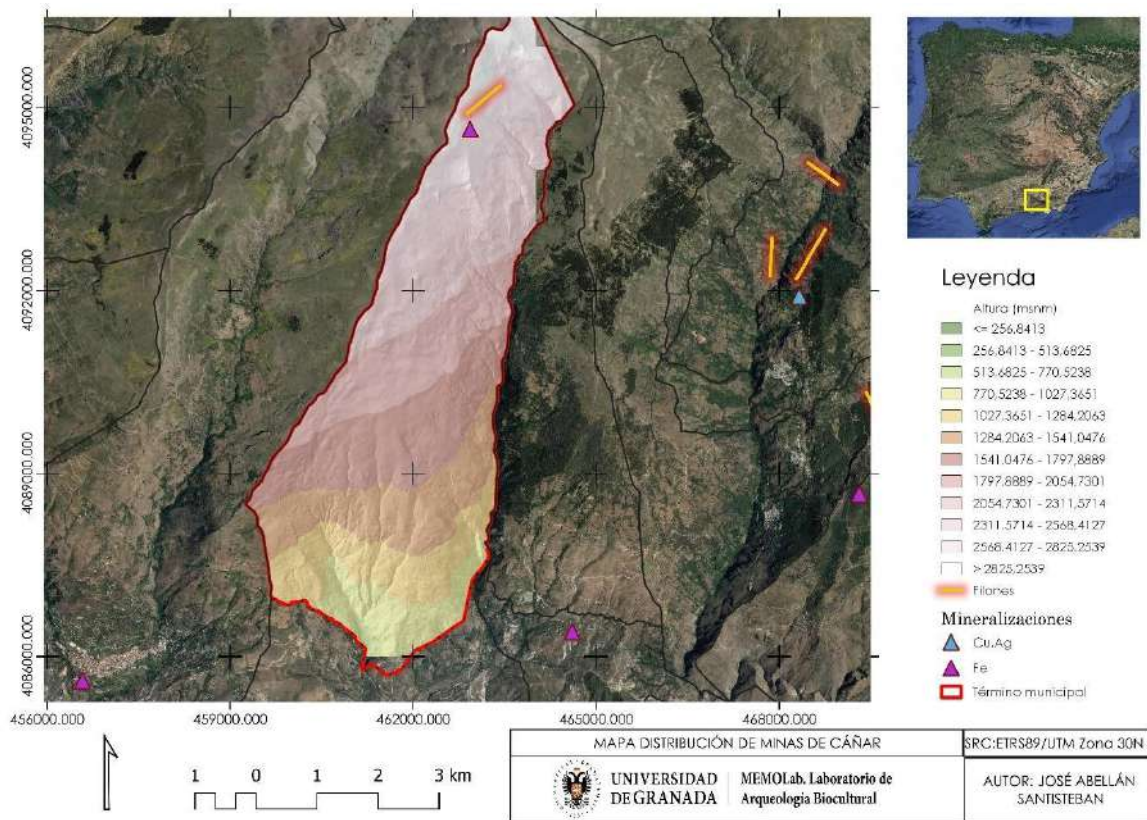 4095000.000
4092000.000
4089000.000
4086000.000
456000.000 459000.000 462000.000 465000.000 468000.000
Leyenda
Altura (msnm)
<= 256,8413
256,8413 - 513,6825
513,6825 - 770,5238
770,5238 - 1027,3651
1027,3651 - 1284,2063
1284,2063 - 1541,0476
1541,0476 - 1797,8889
1797,8889 - 2054,7301
2054,7301 - 2311,5714
2311,5714 - 2568,4127
2568,4127 - 2825,2539
> 2825,2539
Filones
Mineralizaciones
Cu,Ag
Fe
Término municipal
1 0 1 2 3 km
MAPA DISTRIBUCIÓN DE MINAS DE CÁÑAR
SRC:ETRS89/UTM Zona 30N
UNIVERSIDAD
DE GRANADA
MEMOLab. Laboratorio de
Arqueología Biocultural
AUTOR: JOSÉ ABELLÁN
SANTISTEBAN